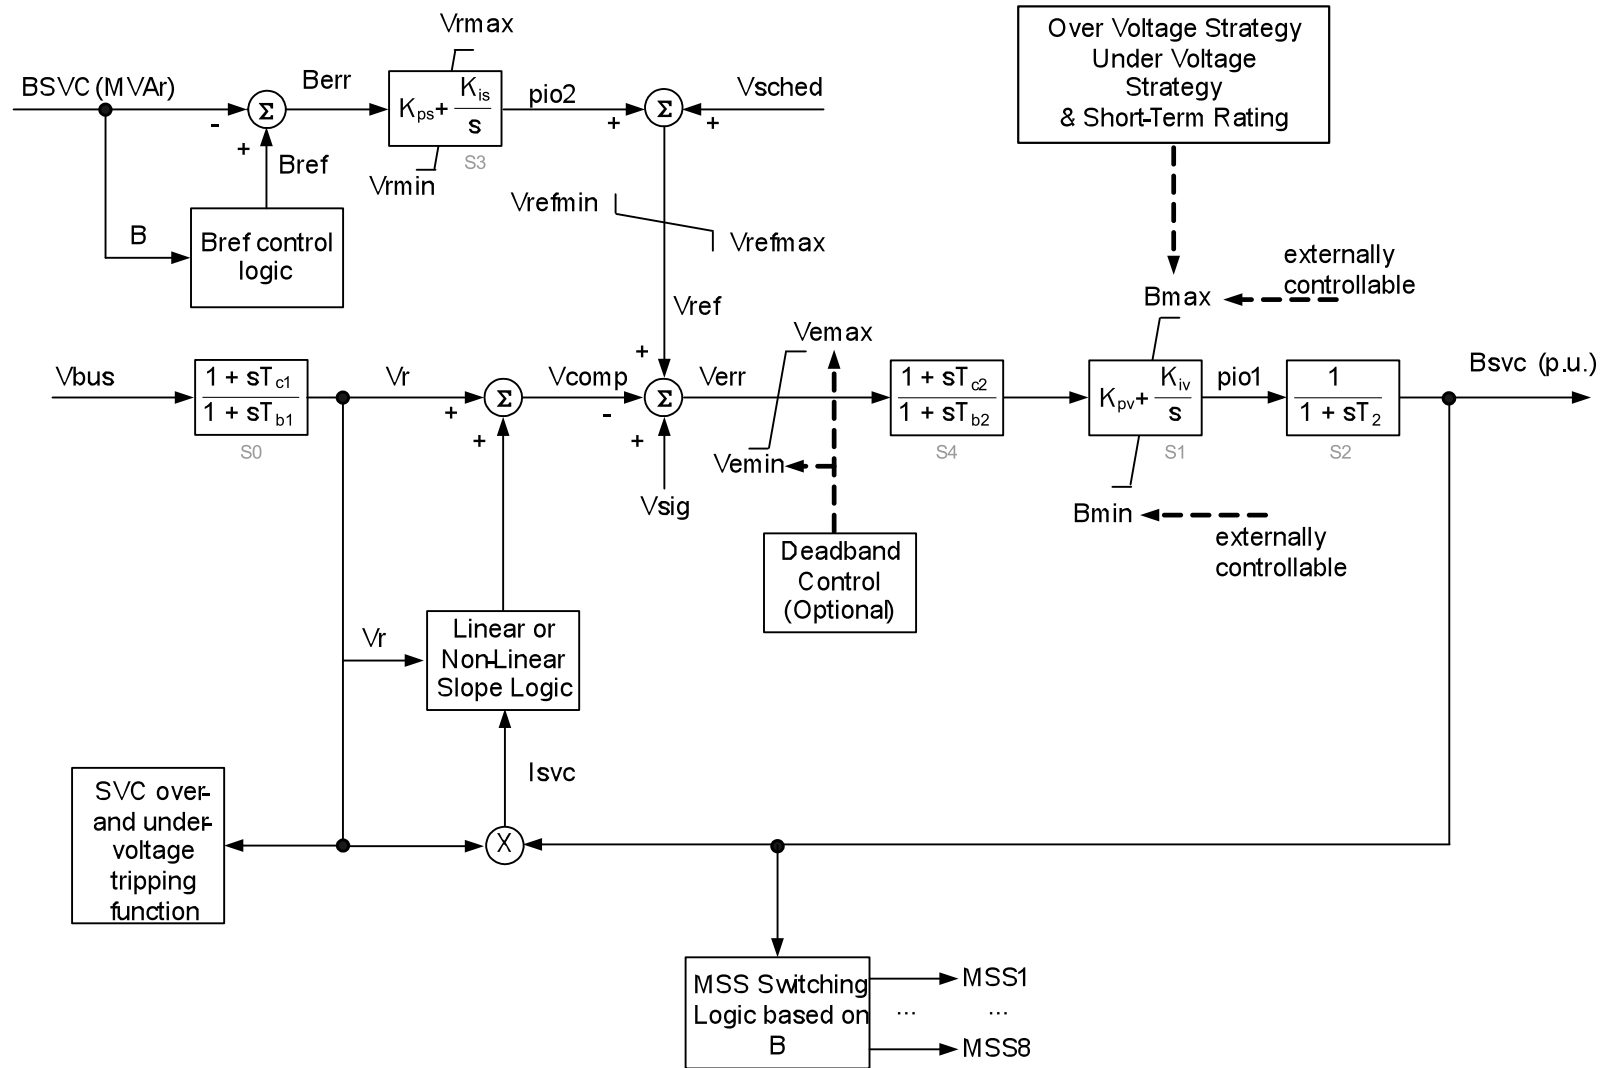 Vrmax
Over Voltage Strategy
Under Voltage
Strategy
& Short-Term Rating
BSVC (MVAr)
Berr
Kps+ Kis
s
pio2
Vsched
Σ
Σ
-
+
+
+
S3
Bref
Vrmin
Vrefmin
Vrefmax
B
Bref control
logic
externally
controllable
Bmax
Vref
Vemax
Vbus
1 + sTc1
1 + sTb1
S0
Vr
+
+
Σ
Vcomp
-
+
+
Σ
Verr
1 + sTc2
1 + sTb2
S4
Kpv+ Kiv
s
S1
pio1
1
1 + sT2
S2
Bsvc (p.u.)
Vemin
Vsig
Bmin
externally
controllable
Deadband
Control
(Optional)
Vr
Linear or
Non-Linear
Slope Logic
Isvc
SVC over-
and under-
voltage
tripping
function
X
MSS Switching
Logic based on
B
MSS1
... ...
MSS8